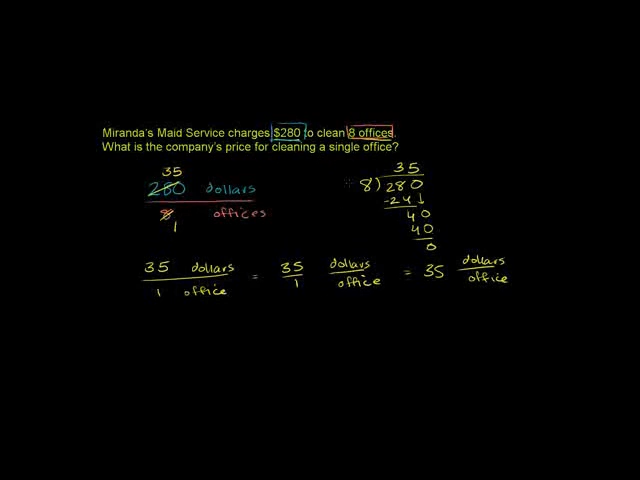 Miranda's Maid Service charges $280 to clean 8 offices.
What is the company's price for cleaning a single office?
35
280 dollars
8 offices
1
35
8)280
-24↓
40
40
0
35 dollars = 35 dollars = 35 dollars
1 office 1 office office